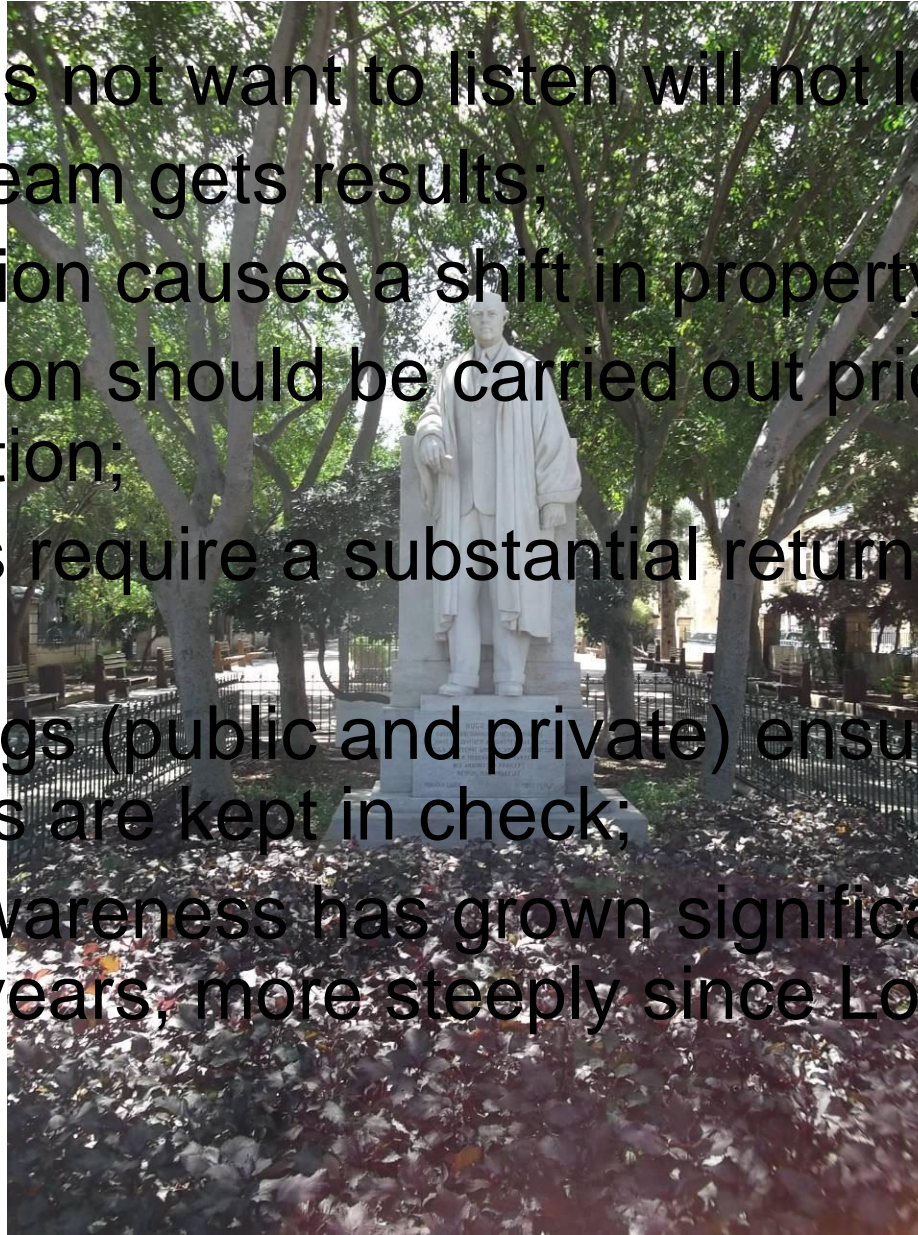 s not want to listen will not l
eam gets results;
ion causes a shift in property
on should be carried out pri
tion;
s require a substantial return
gs (public and private) ensu
s are kept in check;
wareness has grown significa
years, more steeply since Lo